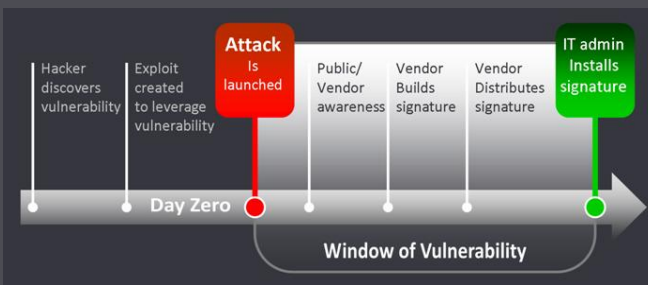 Hacker
discovers
vulnerability
Exploit
created
to leverage
vulnerability
Attack
Is
launched
Public/
Vendor
awareness
Vendor
Builds
signature
Vendor
Distributes
signature
IT admin
Installs
signature
Day Zero
Window of Vulnerability